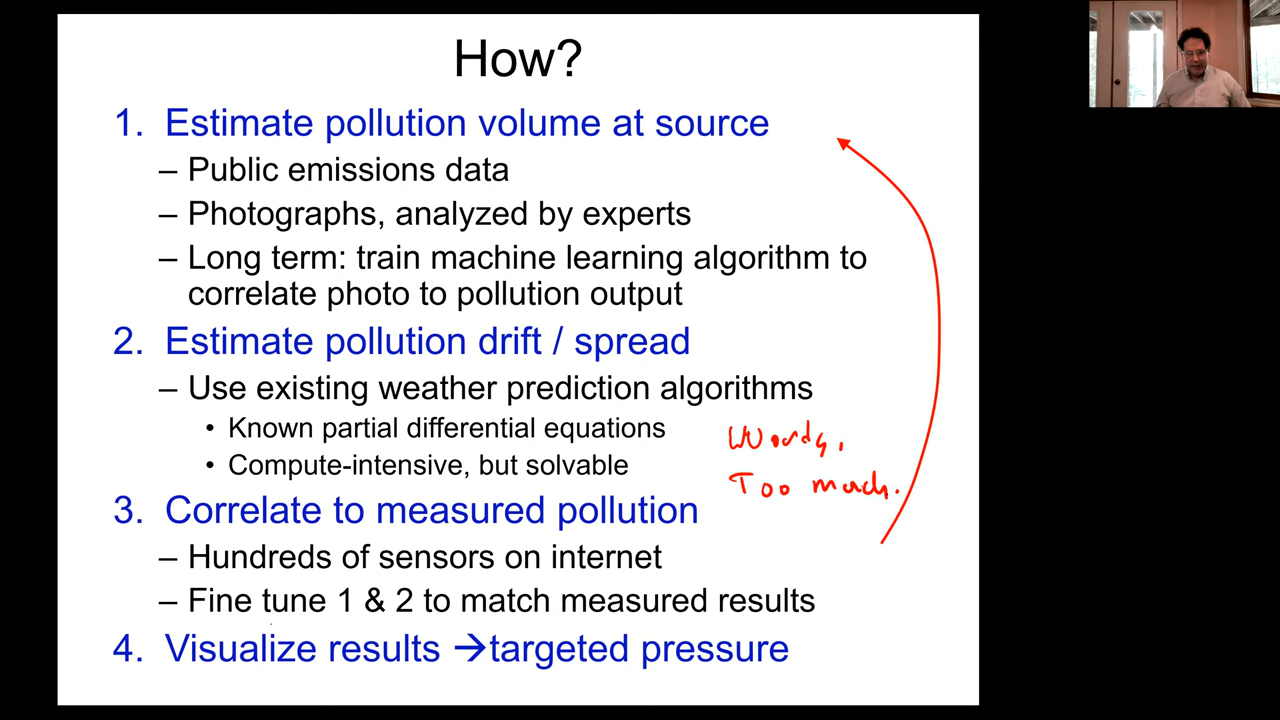 How?
1. Estimate pollution volume at source
– Public emissions data
– Photographs, analyzed by experts
– Long term: train machine learning algorithm to
correlate photo to pollution output
2. Estimate pollution drift / spread
– Use existing weather prediction algorithms
• Known partial differential equations
• Compute-intensive, but solvable
Words,
Too much.
3. Correlate to measured pollution
– Hundreds of sensors on internet
– Fine tune 1 & 2 to match measured results
4. Visualize results →targeted pressure